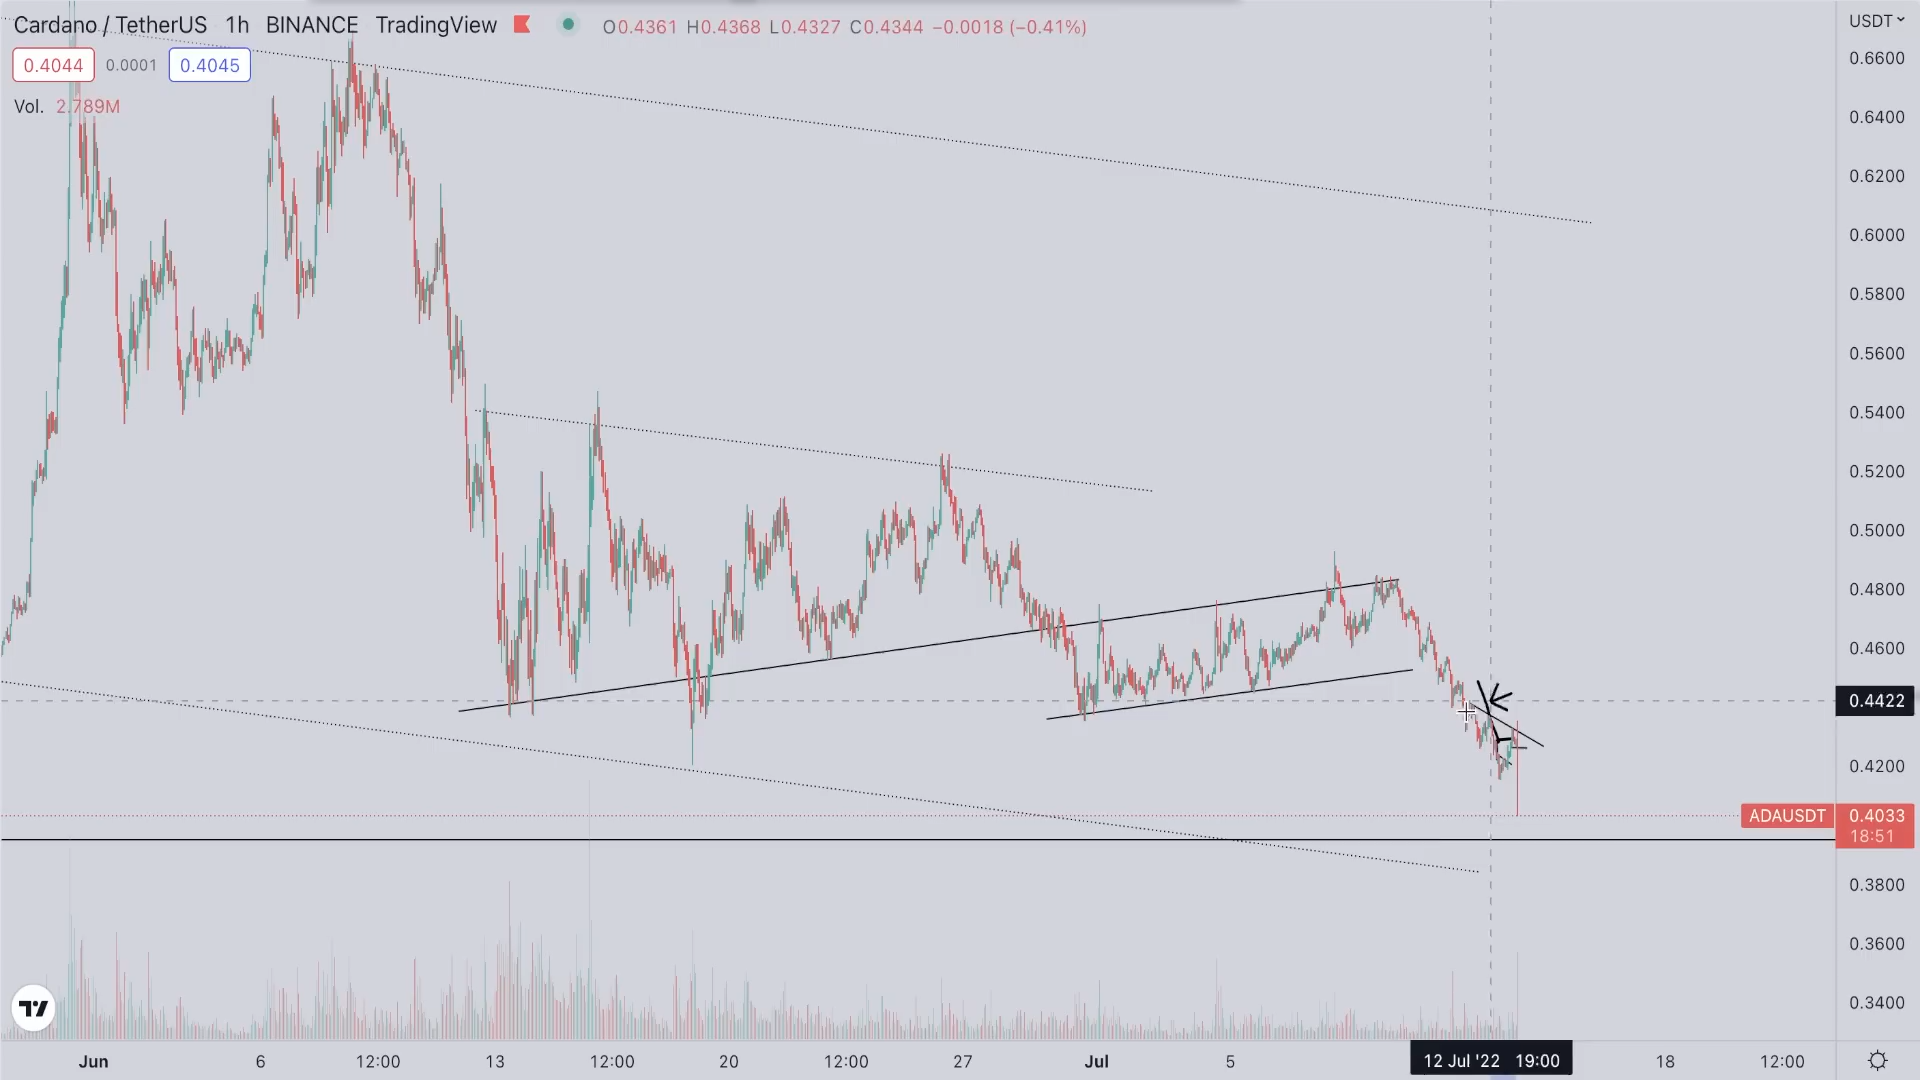 Cardano / TetherUS 1h BINANCE TradingView O0.4361 H0.4368 L0.4327 C0.4344 −0.0018 (−0.41%)
0.4044 0.0001 0.4045
Vol. 2.789M
USDT
0.6600
0.6400
0.6200
0.6000
0.5800
0.5600
0.5400
0.5200
0.5000
0.4800
0.4600
0.4422
0.4200
ADAUSDT 0.4033
18:51
0.3800
0.3600
0.3400
Jun 6 12:00 13 12:00 20 12:00 27 Jul 5 12 Jul '22 19:00 18 12:00